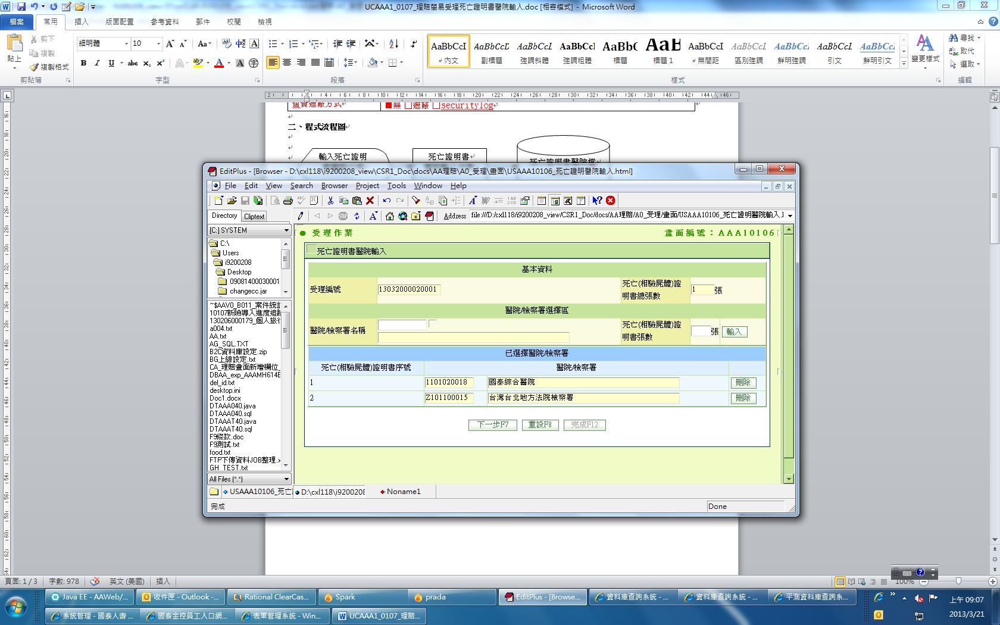 UCAAA1_0107_理賠簡易受理死亡證明書醫院輸入.doc [相容模式] - Microsoft Word
檔案 常用 插入 版面配置 參考資料 郵件 校閱 檢視
貼上 剪下 複製 複製格式
細明體 10
AaBbCcI AaBbCcD AaBbCcI AaBbCcI AaBbC AaB AaBbCcI AaBbCcI AaBbCcI AaBbCcI AaBbCcI
內文 副標題 強調斜體 強調粗體 標題 標題 1 無間距 區別強調 鮮明強調 引文 鮮明引文
變更樣式
尋找 取代 選取
剪貼簿 字型 段落 樣式 編輯
個資遮蔽方式 ■無 □遮蔽 □securitylog
二、程式流程圖
輸入死亡證明 死亡證明書 死亡證明書醫院檔
EditPlus - [Browser - D:\cxl118\i9200208_view\CSR1_Doc\docs\AA理賠\A0_受理\畫面\USAAA10106_死亡證明醫院輸入.html]
File Edit View Search Browser Project Tools Window Help
Directory Cliptext
Address file:///D:/cxl118/i9200208_view/CSR1_Doc/docs/AA理賠/A0_受理/畫面/USAAA10106_死亡證明醫院輸入.
[C:] SYSTEM
C:\
Users
i9200208
Desktop
09081400030001
changecc.jar
~$AAV0_B011_案件統計
10107新險導入進度追蹤
130206000179_個人旅行
a004.txt
AA.txt
AG_SQL.TXT
B2C資料庫設定.zip
BG上線設定.txt
CA_理賠畫面新增欄位_
DBAA_exp_AAAMH614E
del_id.txt
desktop.ini
Doc1.docx
DTAAA040.java
DTAAA040.sql
DTAAAT40.java
DTAAAT40.sql
F9條款.doc
F9測試.txt
food.txt
FTP下傳資料JOB整理.x
GH_TEST.txt
All Files (*.*)
受理作業 畫面編號：AAA10106
死亡證明書醫院輸入
基本資料
受理編號 13032000020001 死亡(相驗屍體)證明書總張數 1 張
醫院/檢察署選擇區
醫院/檢察署名稱 死亡(相驗屍體)證明書張數 張 輸入
已選擇醫院/檢察署
死亡(相驗屍體)證明書序號 醫院/檢察署
1 1101020018 國泰綜合醫院 刪除
2 Z101100015 台灣台北地方法院檢察署 刪除
下一步F7 重設F8 完成F12
USAAA10106_死亡 D:\cxl118\i920020 Noname1
完成 Done
頁面: 1 / 3 字數: 978 英文 (美國) 插入 100%
Java EE - AAWeb/... 收件匣 - Outlook -... Rational ClearCas... Spark prada EditPlus - [Browse... 資料庫查詢系統 - ... 資料庫查詢系統 - ... 平測資料庫查詢系...
系統管理 - 國泰人壽 ... 國泰金控員工入口網... 表單管理系統 - Win... UCAAA1_0107_理賠...
上午 09:07
2013/3/21